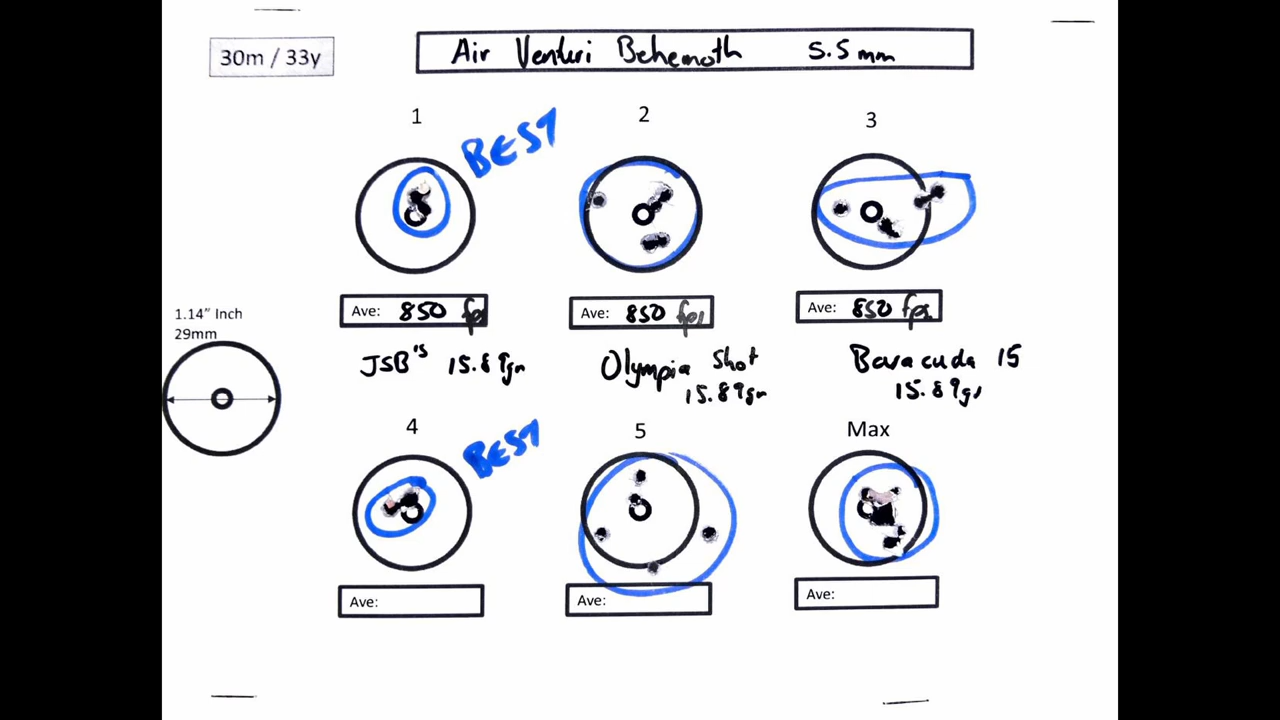 30m / 33y
Air Venturi Behemoth 5.5mm
1
BEST
2
3
Ave: 850 fps
Ave: 850 fps
Ave: 850 fps
1.14” Inch
29mm
JSB's 15.89gr
Olympia Shot
15.89gr
Baracuda 15
15.89gr
4
BEST
5
Max
Ave:
Ave:
Ave: